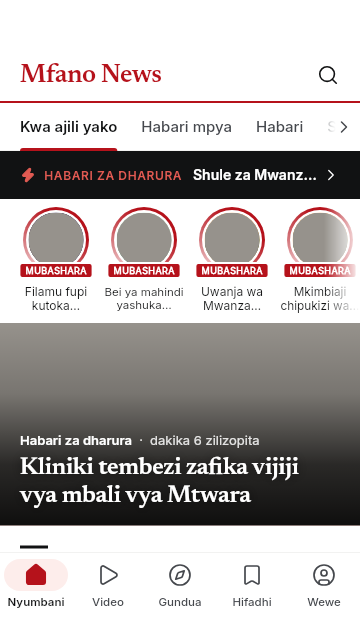 Mfano News
Kwa ajili yako Habari mpya Habari
HABARI ZA DHARURA Shule za Mwanz...
MUBASHARA MUBASHARA MUBASHARA MUBASHARA
Filamu fupi kutoka...
Bei ya mahindi yashuka...
Uwanja wa Mwanza...
Mkimbiaji chipukizi wa...
Habari za dharura · dakika 6 zilizopita
Kliniki tembezi zafika vijiji
vya mbali vya Mtwara
Nyumbani Video Gundua Hifadhi Wewe